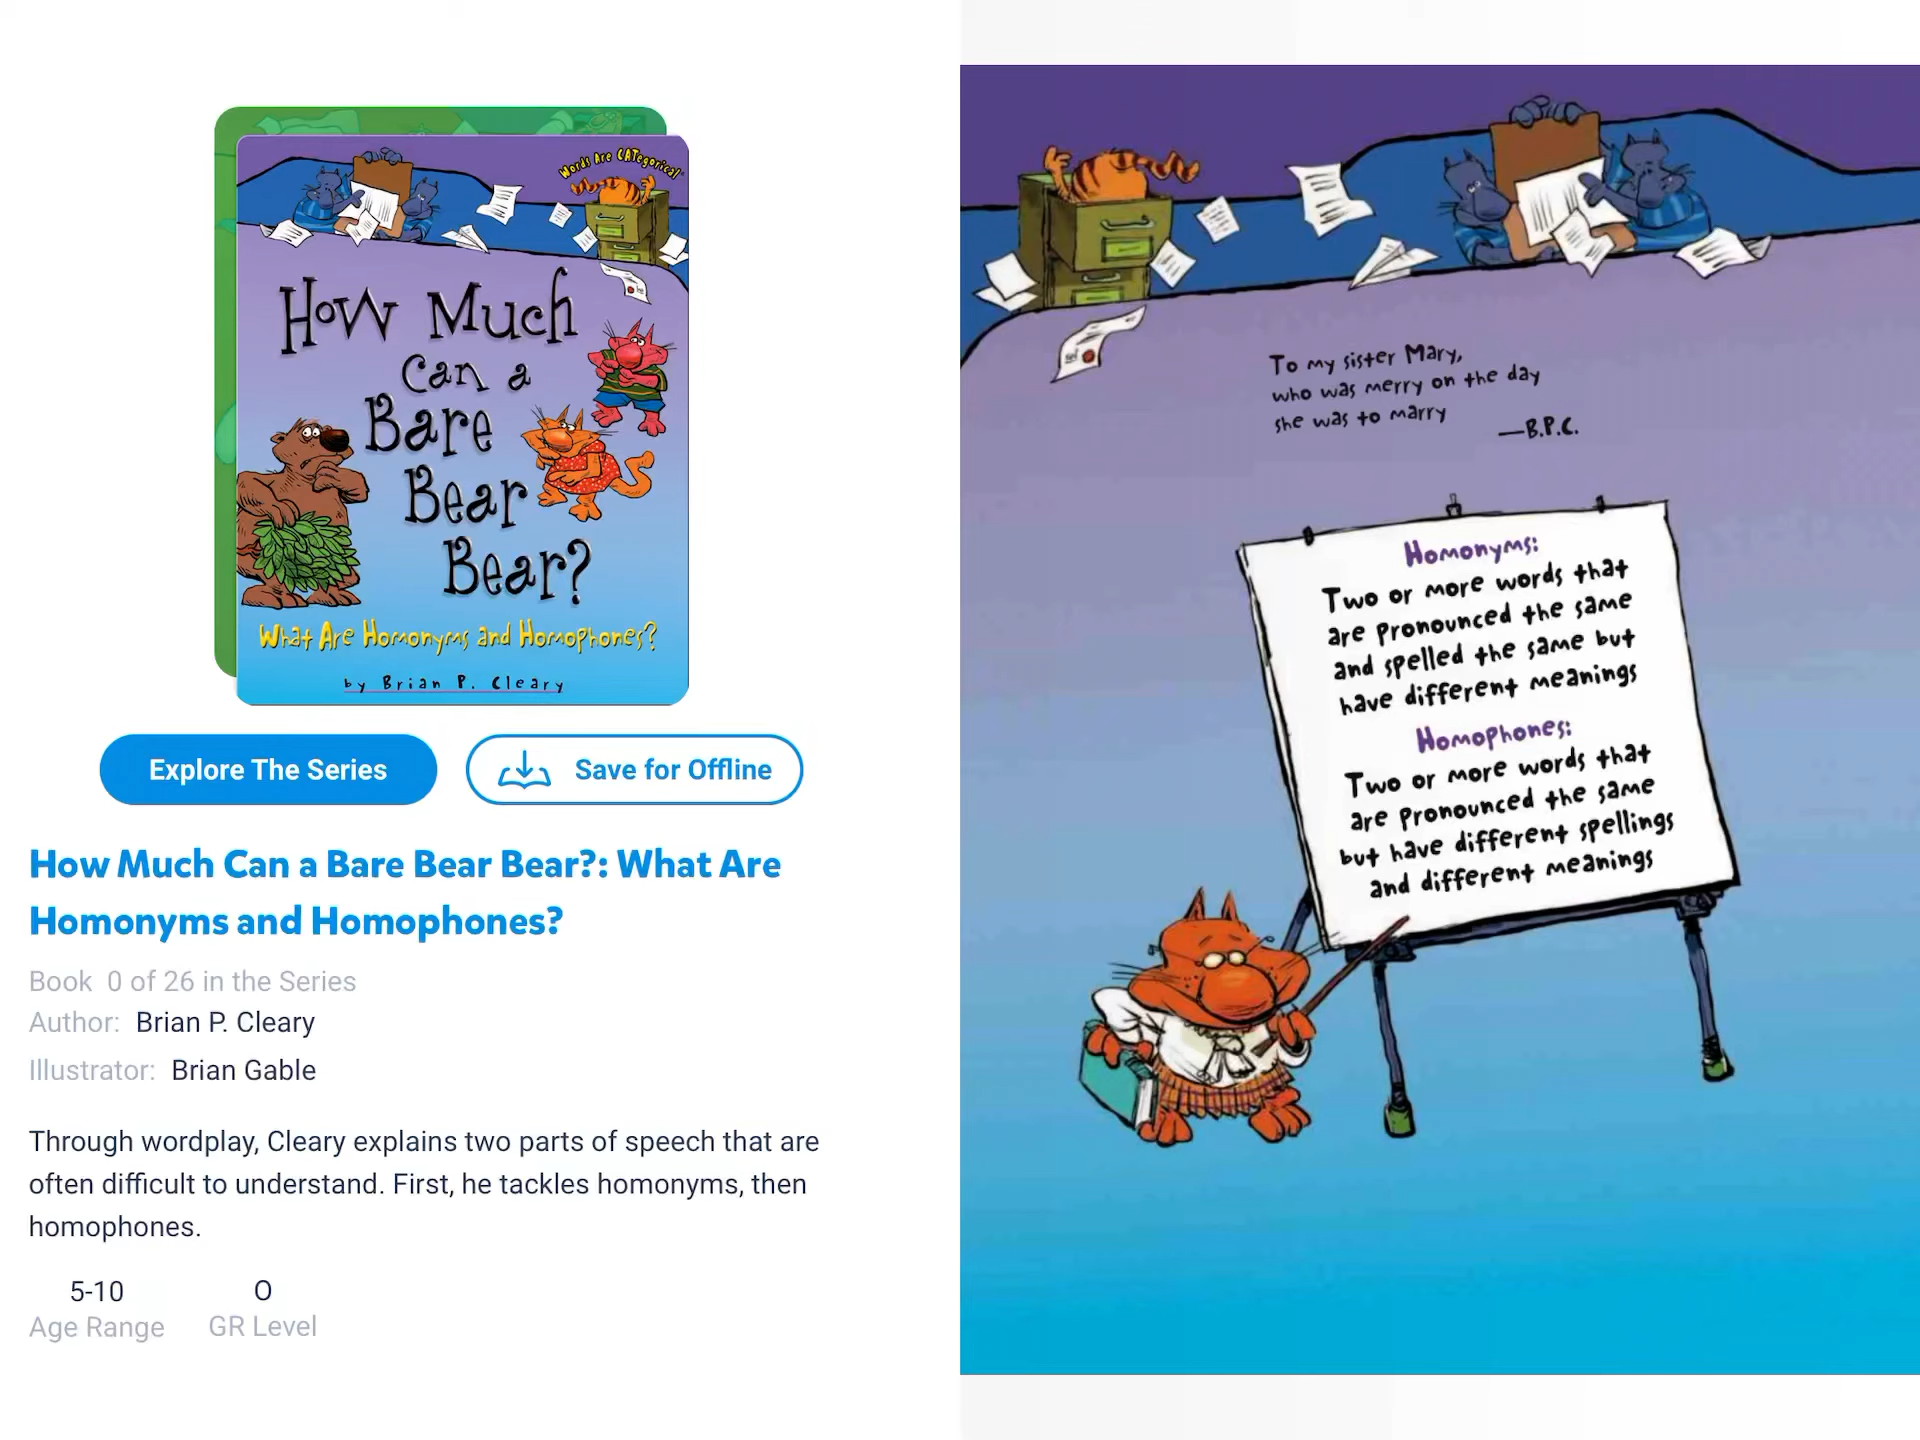 Words Are CATegorical
How Much
Can a
Bare
Bear
Bear?
What Are Homonyms and Homophones?
by Brian P. Cleary
Explore The Series
Save for Offline
How Much Can a Bare Bear Bear?: What Are
Homonyms and Homophones?
Book 0 of 26 in the Series
Author: Brian P. Cleary
Illustrator: Brian Gable
Through wordplay, Cleary explains two parts of speech that are
often difficult to understand. First, he tackles homonyms, then
homophones.
5-10
Age Range
O
GR Level
To my sister Mary,
who was merry on the day
she was to marry
—B.P.C.
Homonyms:
Two or more words that
are pronounced the same
and spelled the same but
have different meanings
Homophones:
Two or more words that
are pronounced the same
but have different spellings
and different meanings